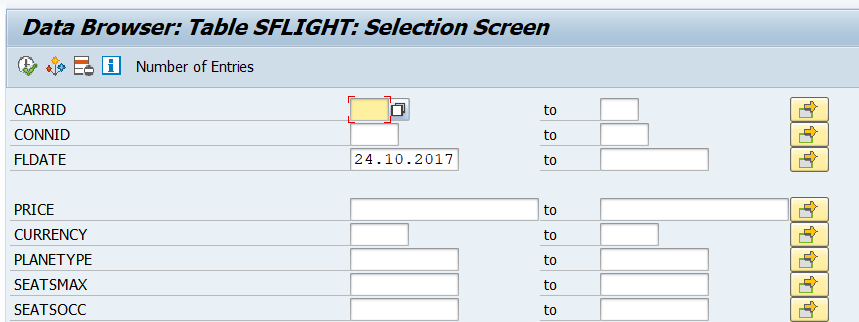 Data Browser: Table SFLIGHT: Selection Screen
Number of Entries
CARRID to
CONNID to
FLDATE 24.10.2017 to
PRICE to
CURRENCY to
PLANETYPE to
SEATSMAX to
SEATSOCC to